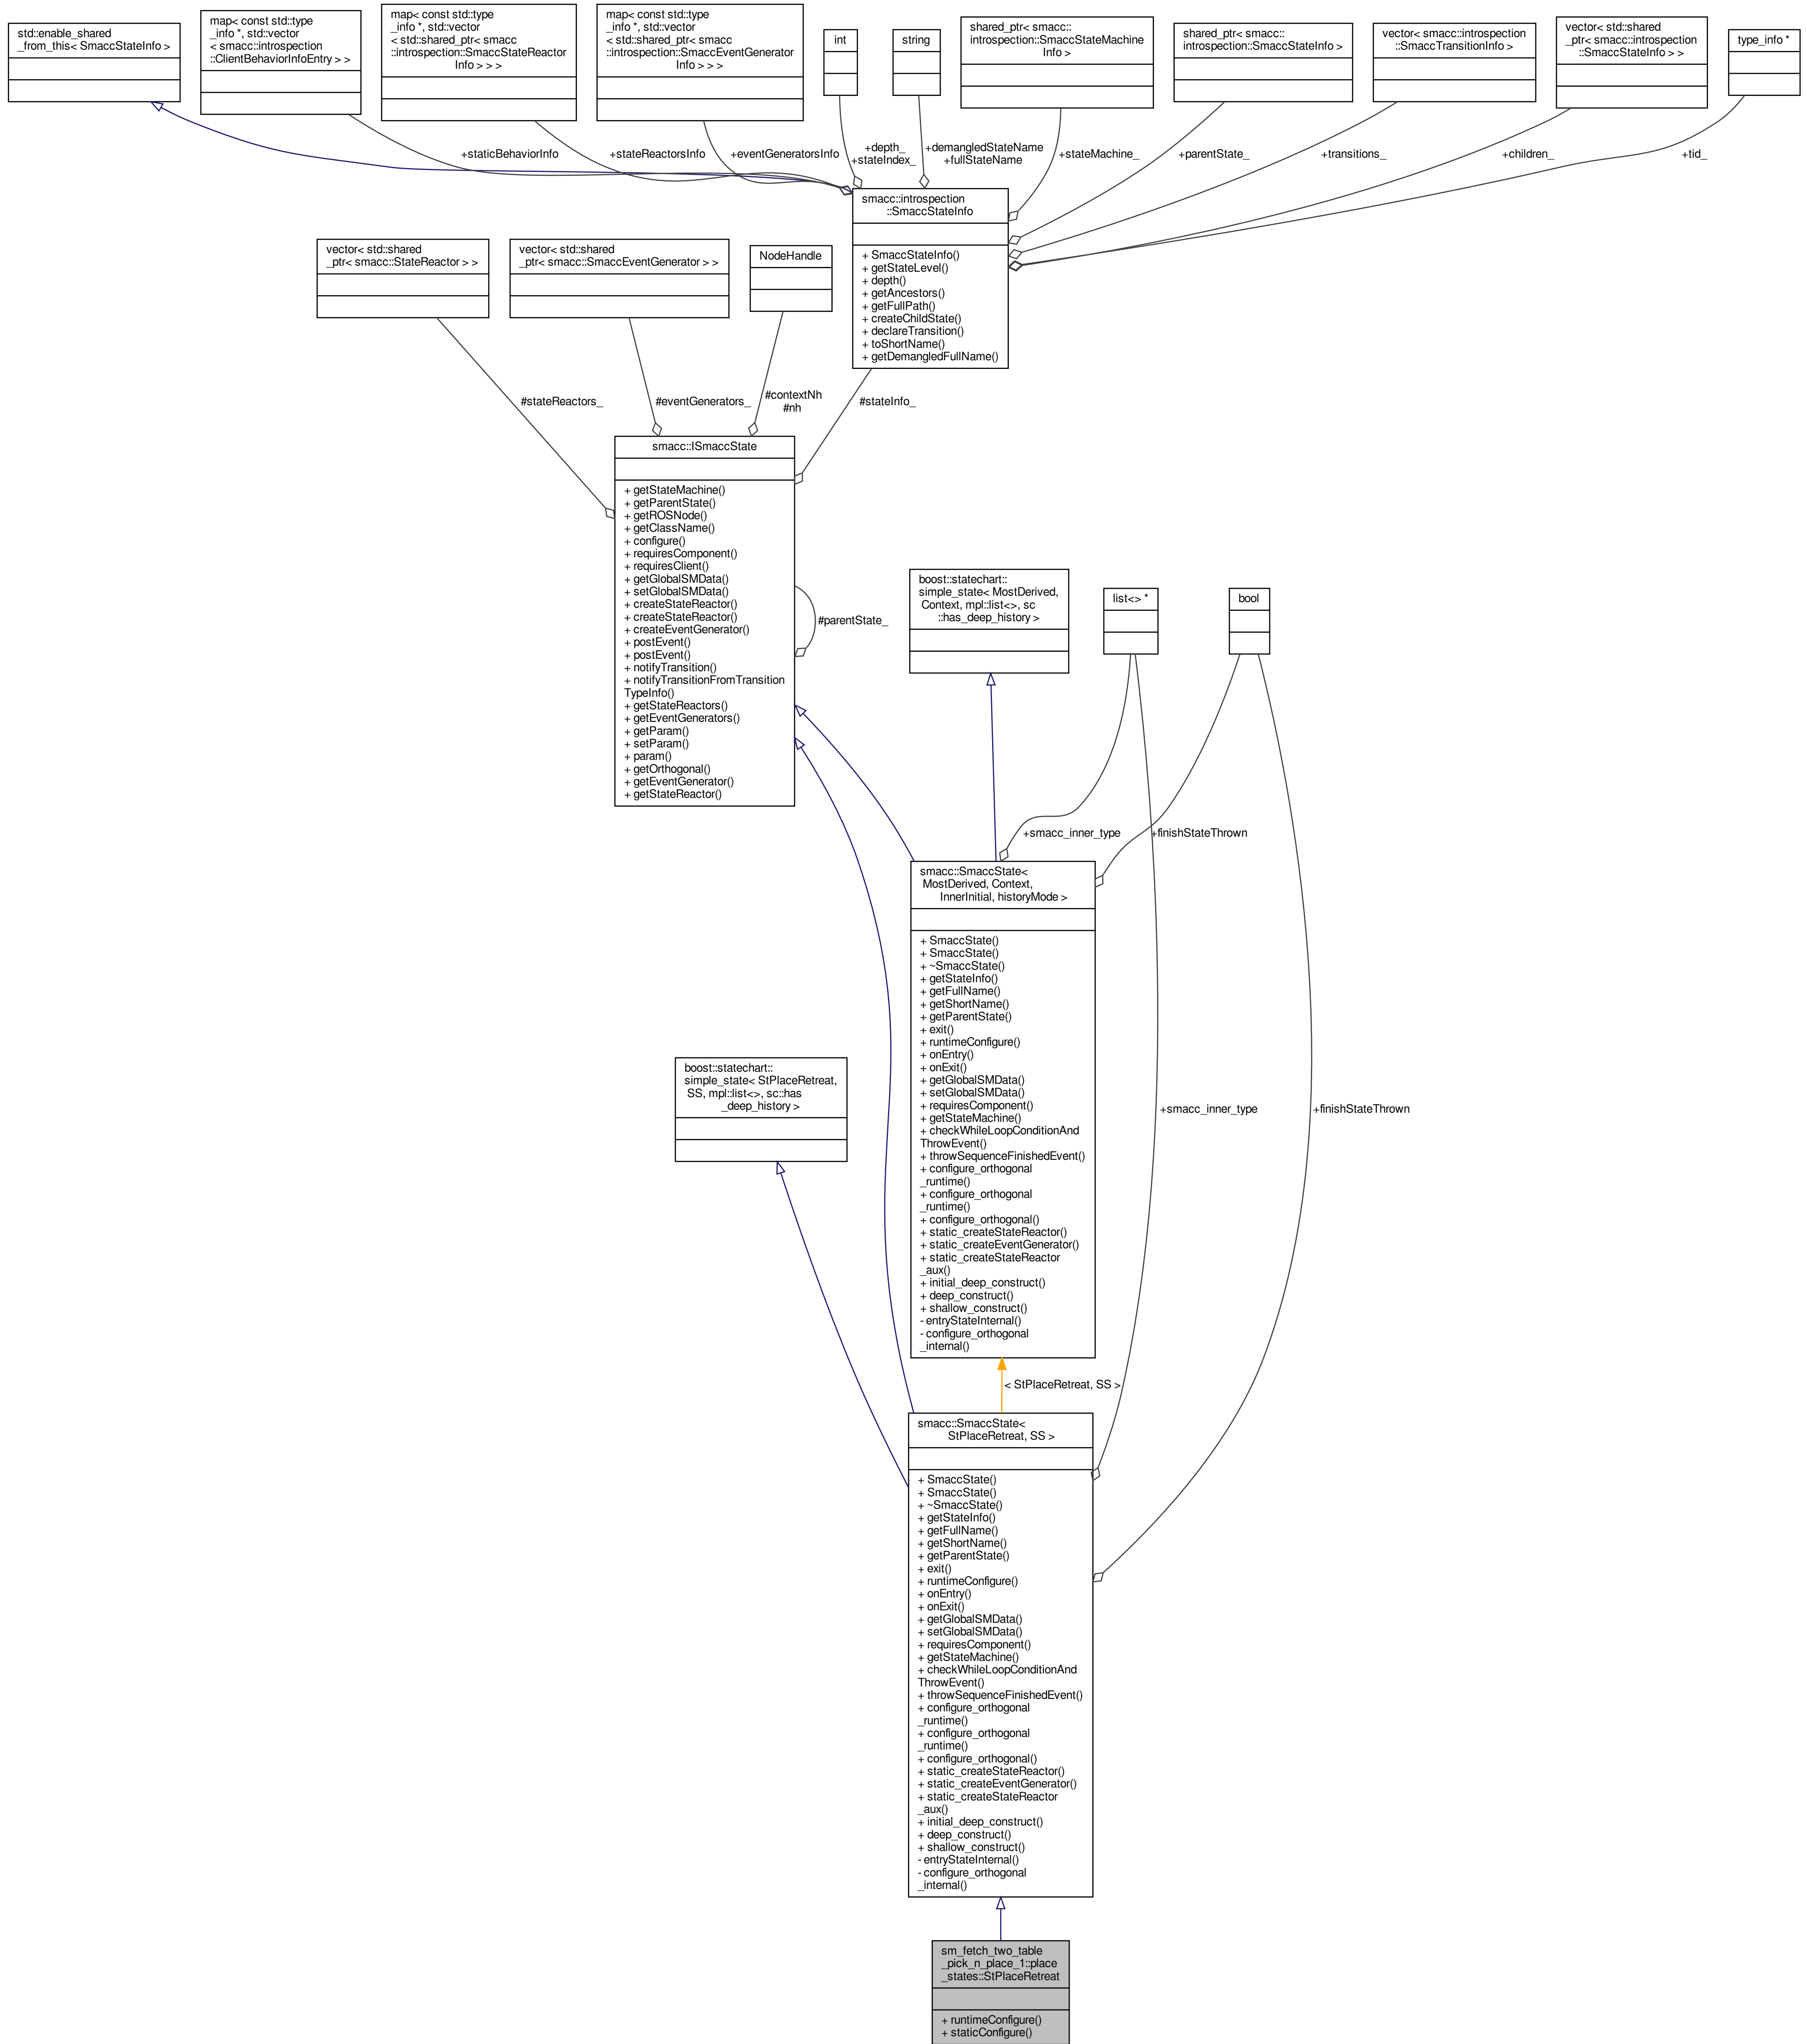 std::enable_shared
_from_this< SmaccStateInfo >
map< const std::type
_info *, std::vector
< smacc::introspection
::ClientBehaviorInfoEntry > >
map< const std::type
_info *, std::vector
< std::shared_ptr< smacc
::introspection::SmaccStateReactor
Info > > >
map< const std::type
_info *, std::vector
< std::shared_ptr< smacc
::introspection::SmaccEventGenerator
Info > > >
int
string
shared_ptr< smacc::
introspection::SmaccStateMachine
Info >
shared_ptr< smacc::
introspection::SmaccStateInfo >
vector< smacc::introspection
::SmaccTransitionInfo >
vector< std::shared
_ptr< smacc::introspection
::SmaccStateInfo > >
type_info *
+staticBehaviorInfo
+stateReactorsInfo
+eventGeneratorsInfo
+depth_
+stateIndex_
+demangledStateName
+fullStateName
+stateMachine_
+parentState_
+transitions_
+children_
+tid_
smacc::introspection
::SmaccStateInfo
+ SmaccStateInfo()
+ getStateLevel()
+ depth()
+ getAncestors()
+ getFullPath()
+ createChildState()
+ declareTransition()
+ toShortName()
+ getDemangledFullName()
vector< std::shared
_ptr< smacc::StateReactor > >
vector< std::shared
_ptr< smacc::SmaccEventGenerator > >
NodeHandle
#stateReactors_
#eventGenerators_
#contextNh
#nh
#stateInfo_
smacc::ISmaccState
+ getStateMachine()
+ getParentState()
+ getROSNode()
+ getClassName()
+ configure()
+ requiresComponent()
+ requiresClient()
+ getGlobalSMData()
+ setGlobalSMData()
+ createStateReactor()
+ createStateReactor()
+ createEventGenerator()
+ postEvent()
+ postEvent()
+ notifyTransition()
+ notifyTransitionFromTransition
TypeInfo()
+ getStateReactors()
+ getEventGenerators()
+ getParam()
+ setParam()
+ param()
+ getOrthogonal()
+ getEventGenerator()
+ getStateReactor()
#parentState_
boost::statechart::
simple_state< MostDerived,
Context, mpl::list<>, sc
::has_deep_history >
list<> *
bool
+smacc_inner_type
+finishStateThrown
smacc::SmaccState<
MostDerived, Context,
InnerInitial, historyMode >
+ SmaccState()
+ SmaccState()
+ ~SmaccState()
+ getStateInfo()
+ getFullName()
+ getShortName()
+ getParentState()
+ exit()
+ runtimeConfigure()
+ onEntry()
+ onExit()
+ getGlobalSMData()
+ setGlobalSMData()
+ requiresComponent()
+ getStateMachine()
+ checkWhileLoopConditionAnd
ThrowEvent()
+ throwSequenceFinishedEvent()
+ configure_orthogonal
_runtime()
+ configure_orthogonal
_runtime()
+ configure_orthogonal()
+ static_createStateReactor()
+ static_createEventGenerator()
+ static_createStateReactor
_aux()
+ initial_deep_construct()
+ deep_construct()
+ shallow_construct()
- entryStateInternal()
- configure_orthogonal
_internal()
boost::statechart::
simple_state< StPlaceRetreat,
SS, mpl::list<>, sc::has
_deep_history >
+smacc_inner_type
+finishStateThrown
< StPlaceRetreat, SS >
smacc::SmaccState<
StPlaceRetreat, SS >
+ SmaccState()
+ SmaccState()
+ ~SmaccState()
+ getStateInfo()
+ getFullName()
+ getShortName()
+ getParentState()
+ exit()
+ runtimeConfigure()
+ onEntry()
+ onExit()
+ getGlobalSMData()
+ setGlobalSMData()
+ requiresComponent()
+ getStateMachine()
+ checkWhileLoopConditionAnd
ThrowEvent()
+ throwSequenceFinishedEvent()
+ configure_orthogonal
_runtime()
+ configure_orthogonal
_runtime()
+ configure_orthogonal()
+ static_createStateReactor()
+ static_createEventGenerator()
+ static_createStateReactor
_aux()
+ initial_deep_construct()
+ deep_construct()
+ shallow_construct()
- entryStateInternal()
- configure_orthogonal
_internal()
sm_fetch_two_table
_pick_n_place_1::place
_states::StPlaceRetreat
+ runtimeConfigure()
+ staticConfigure()